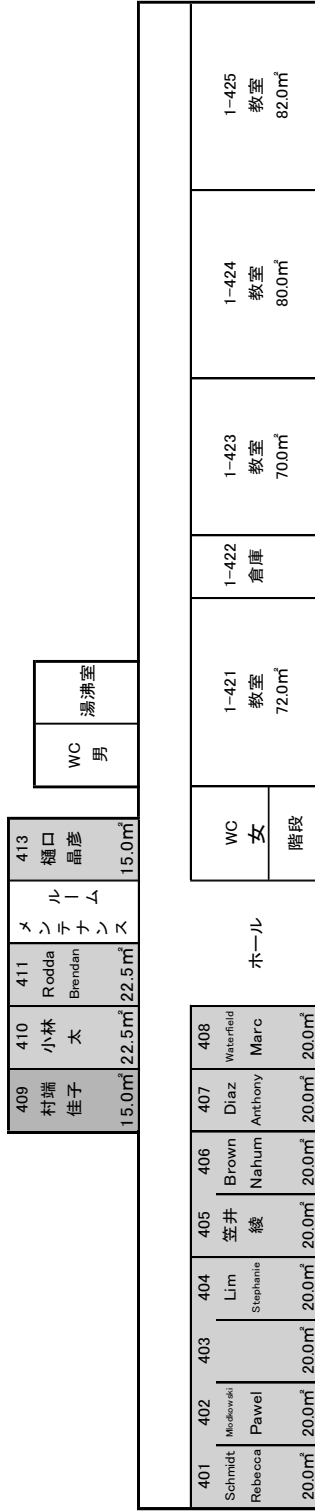 409
村端
佳子
15.0㎡
410
小林
太
22.5㎡
411
Rodda
Brendan
22.5㎡
メンテナンス
ルーム
413
樋口
晶彦
15.0㎡
WC
男
湯沸室
401
Schmidt
Rebecca
20.0㎡
402
Mlodkowski
Pawel
20.0㎡
403
20.0㎡
404
Lim
Stephanie
20.0㎡
405
笠井
綾
20.0㎡
406
Brown
Nahum
20.0㎡
407
Diaz
Anthony
20.0㎡
408
Waterfield
Marc
20.0㎡
ホール
WC
女
階段
1-421
教室
72.0㎡
1-422
倉庫
1-423
教室
70.0㎡
1-424
教室
80.0㎡
1-425
教室
82.0㎡